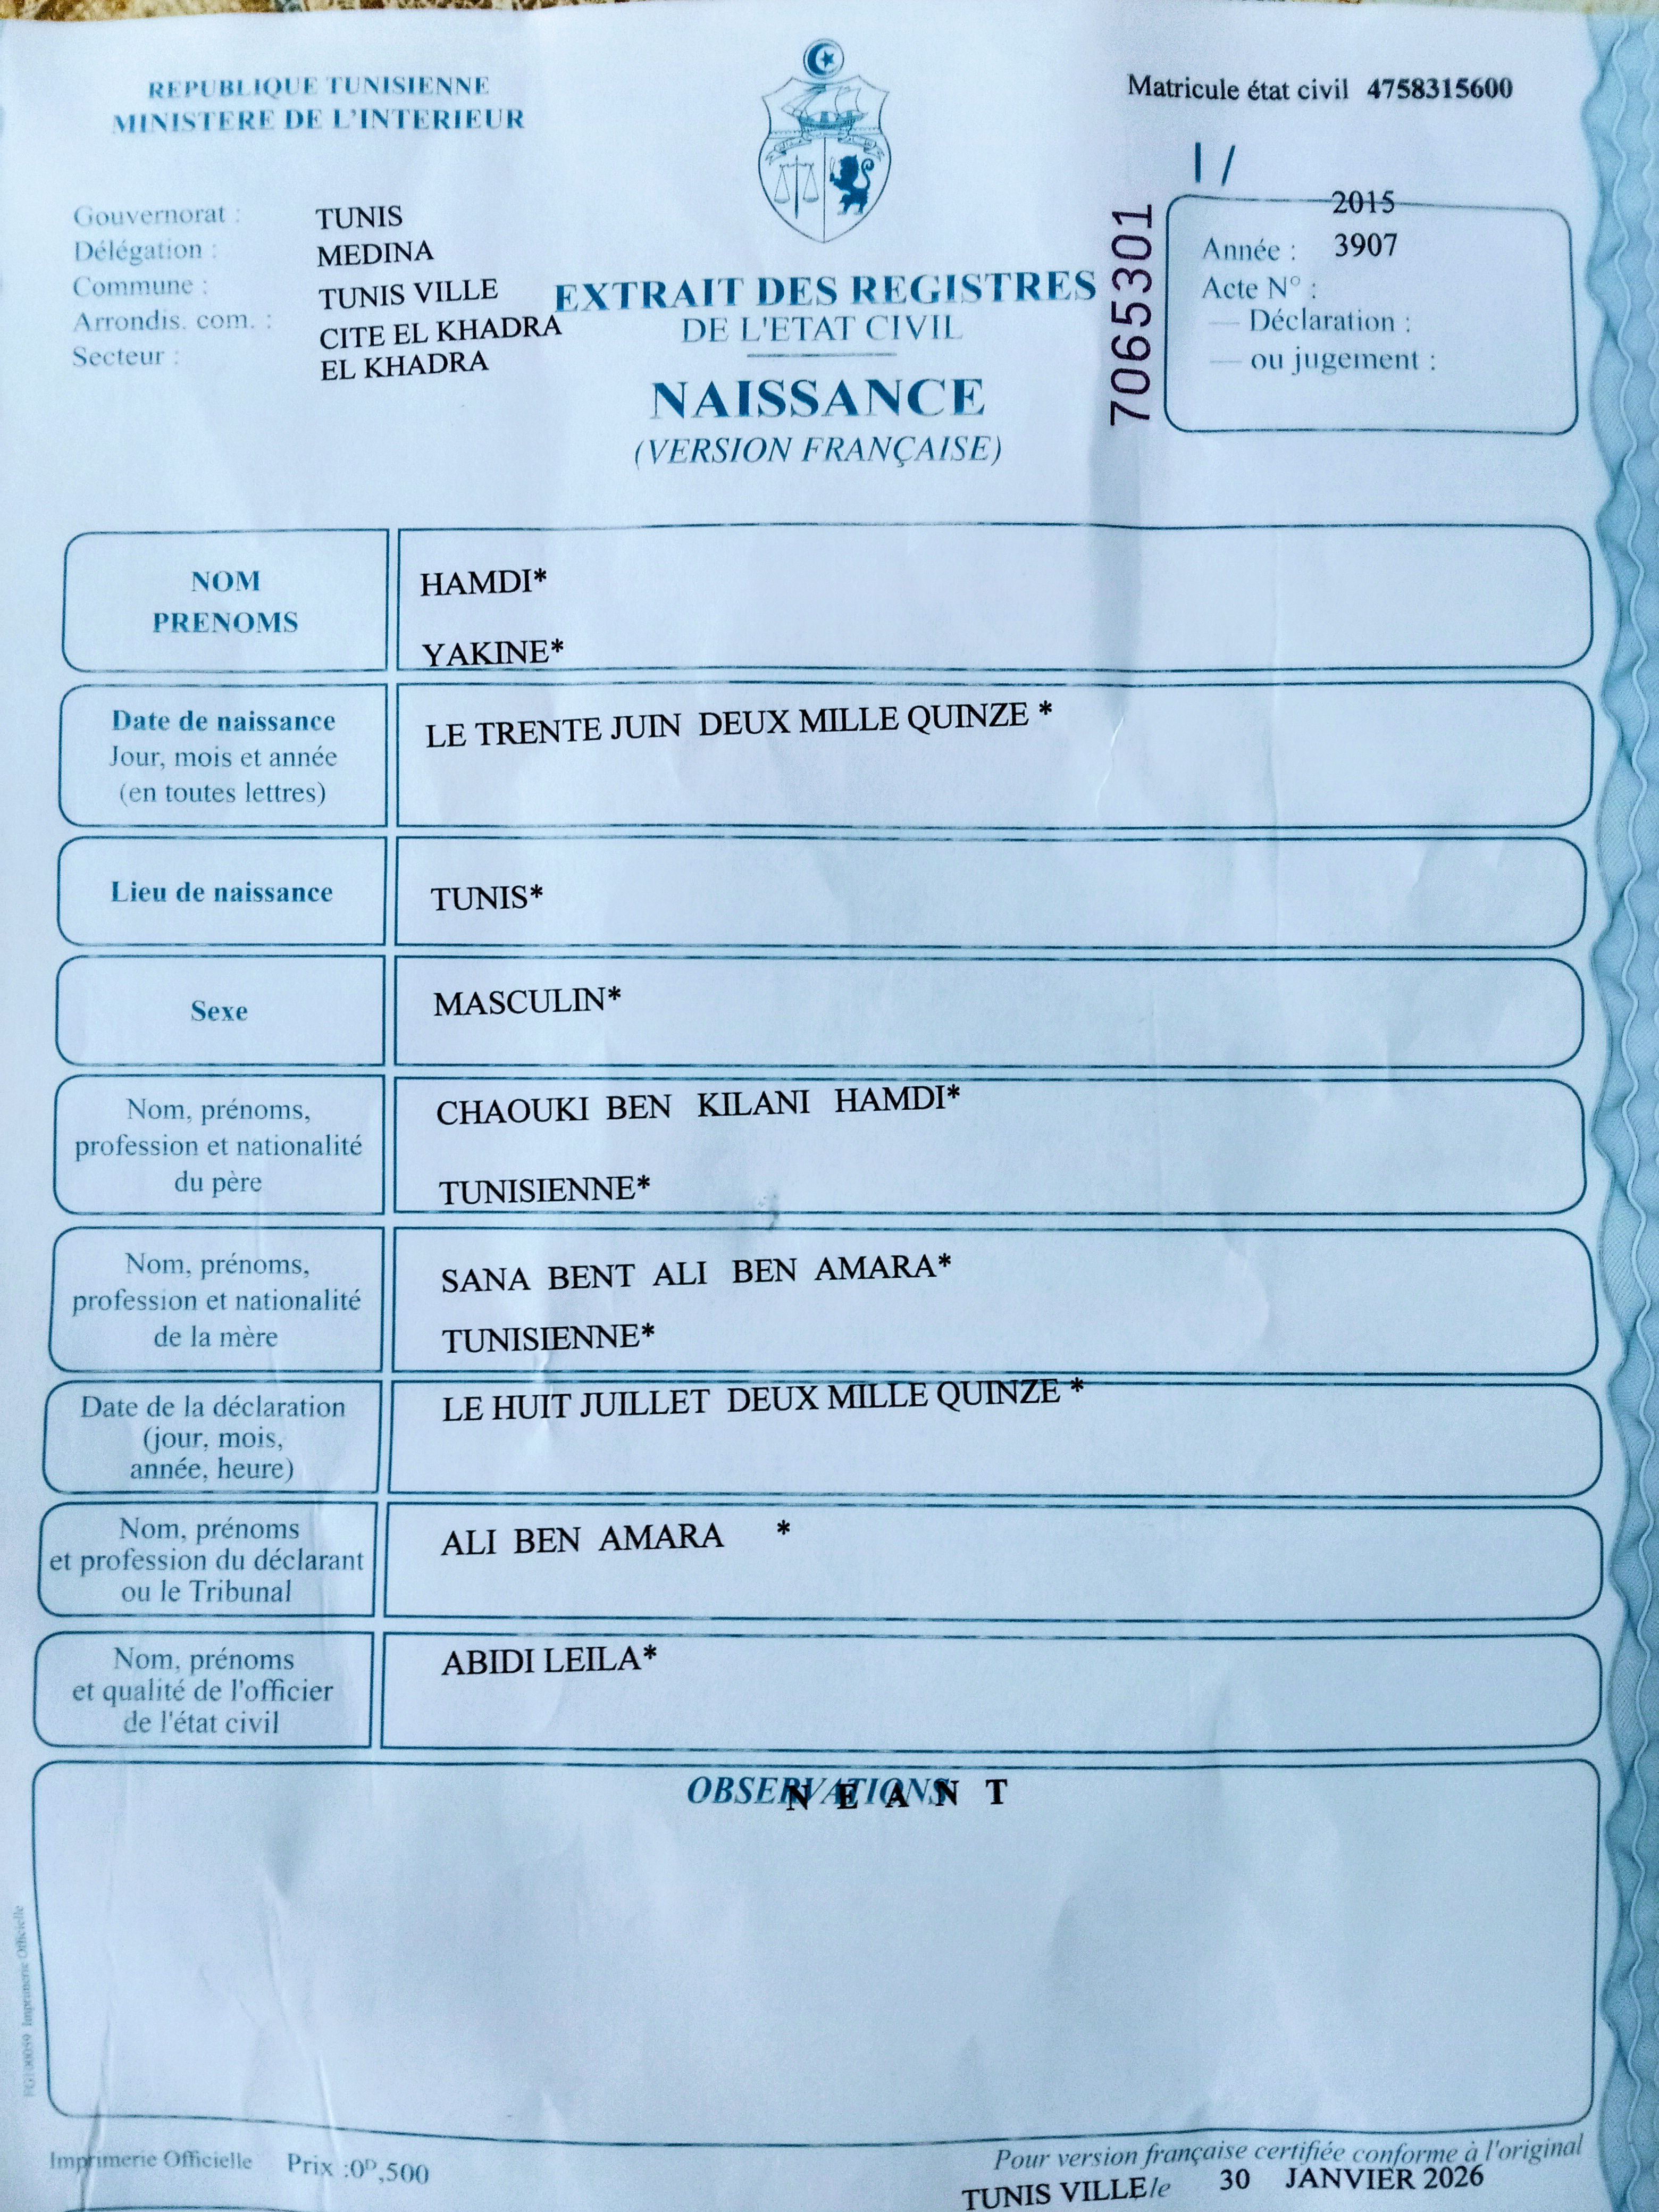 REPUBLIQUE TUNISIENNE
MINISTERE DE L'INTERIEUR
Matricule état civil 4758315600
1 /
Gouvernorat : TUNIS
Délégation : MEDINA
Commune : TUNIS VILLE
Arrondis. com. : CITE EL KHADRA
Secteur : EL KHADRA
EXTRAIT DES REGISTRES
DE L'ETAT CIVIL
NAISSANCE
(VERSION FRANÇAISE)
7065301
2015
Année : 3907
Acte N° :
— Déclaration :
— ou jugement :
NOM
PRENOMS
HAMDI*
YAKINE*
Date de naissance
Jour, mois et année
(en toutes lettres)
LE TRENTE JUIN DEUX MILLE QUINZE *
Lieu de naissance
TUNIS*
Sexe
MASCULIN*
Nom, prénoms,
profession et nationalité
du père
CHAOUKI BEN KILANI HAMDI*
TUNISIENNE*
Nom, prénoms,
profession et nationalité
de la mère
SANA BENT ALI BEN AMARA*
TUNISIENNE*
Date de la déclaration
(jour, mois,
année, heure)
LE HUIT JUILLET DEUX MILLE QUINZE *
Nom, prénoms
et profession du déclarant
ou le Tribunal
ALI BEN AMARA *
Nom, prénoms
et qualité de l'officier
de l'état civil
ABIDI LEILA*
OBSERVATIONS
N E A N T
Imprimerie Officielle
Imprimerie Officielle Prix :0ᴰ,500
Pour version française certifiée conforme à l'original
TUNIS VILLE le 30 JANVIER 2026